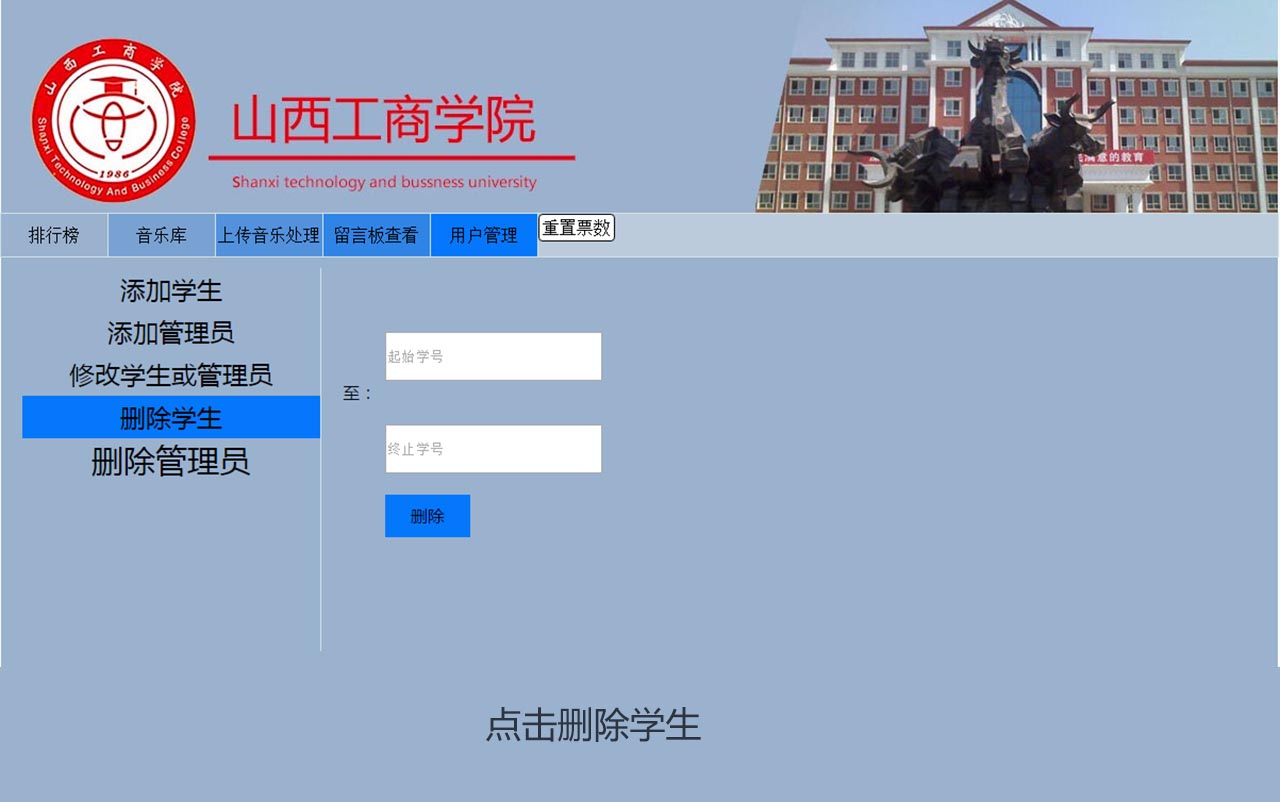 山西工商学院
Shanxi Technology And Business College
1986
山西工商学院
Shanxi technology and bussness university
满意的教育
排行榜
音乐库
上传音乐处理
留言板查看
用户管理
重置票数
添加学生
添加管理员
修改学生或管理员
删除学生
删除管理员
起始学号
至：
终止学号
删除
点击删除学生